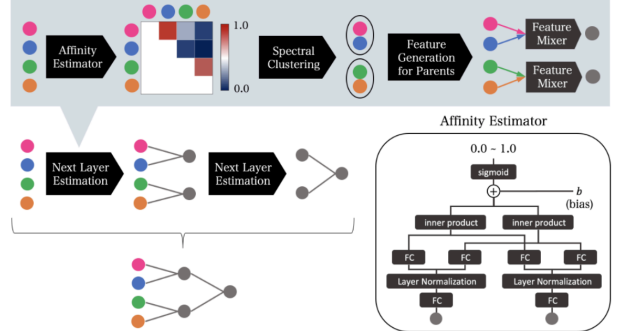 Affinity
Estimator
1.0
0.0
Spectral
Clustering
Feature
Generation
for Parents
Feature
Mixer
Feature
Mixer
Next Layer
Estimation
Next Layer
Estimation
Affinity Estimator
0.0 ~ 1.0
sigmoid
+
b
(bias)
inner product
inner product
FC
FC
FC
FC
Layer Normalization
Layer Normalization
FC
FC